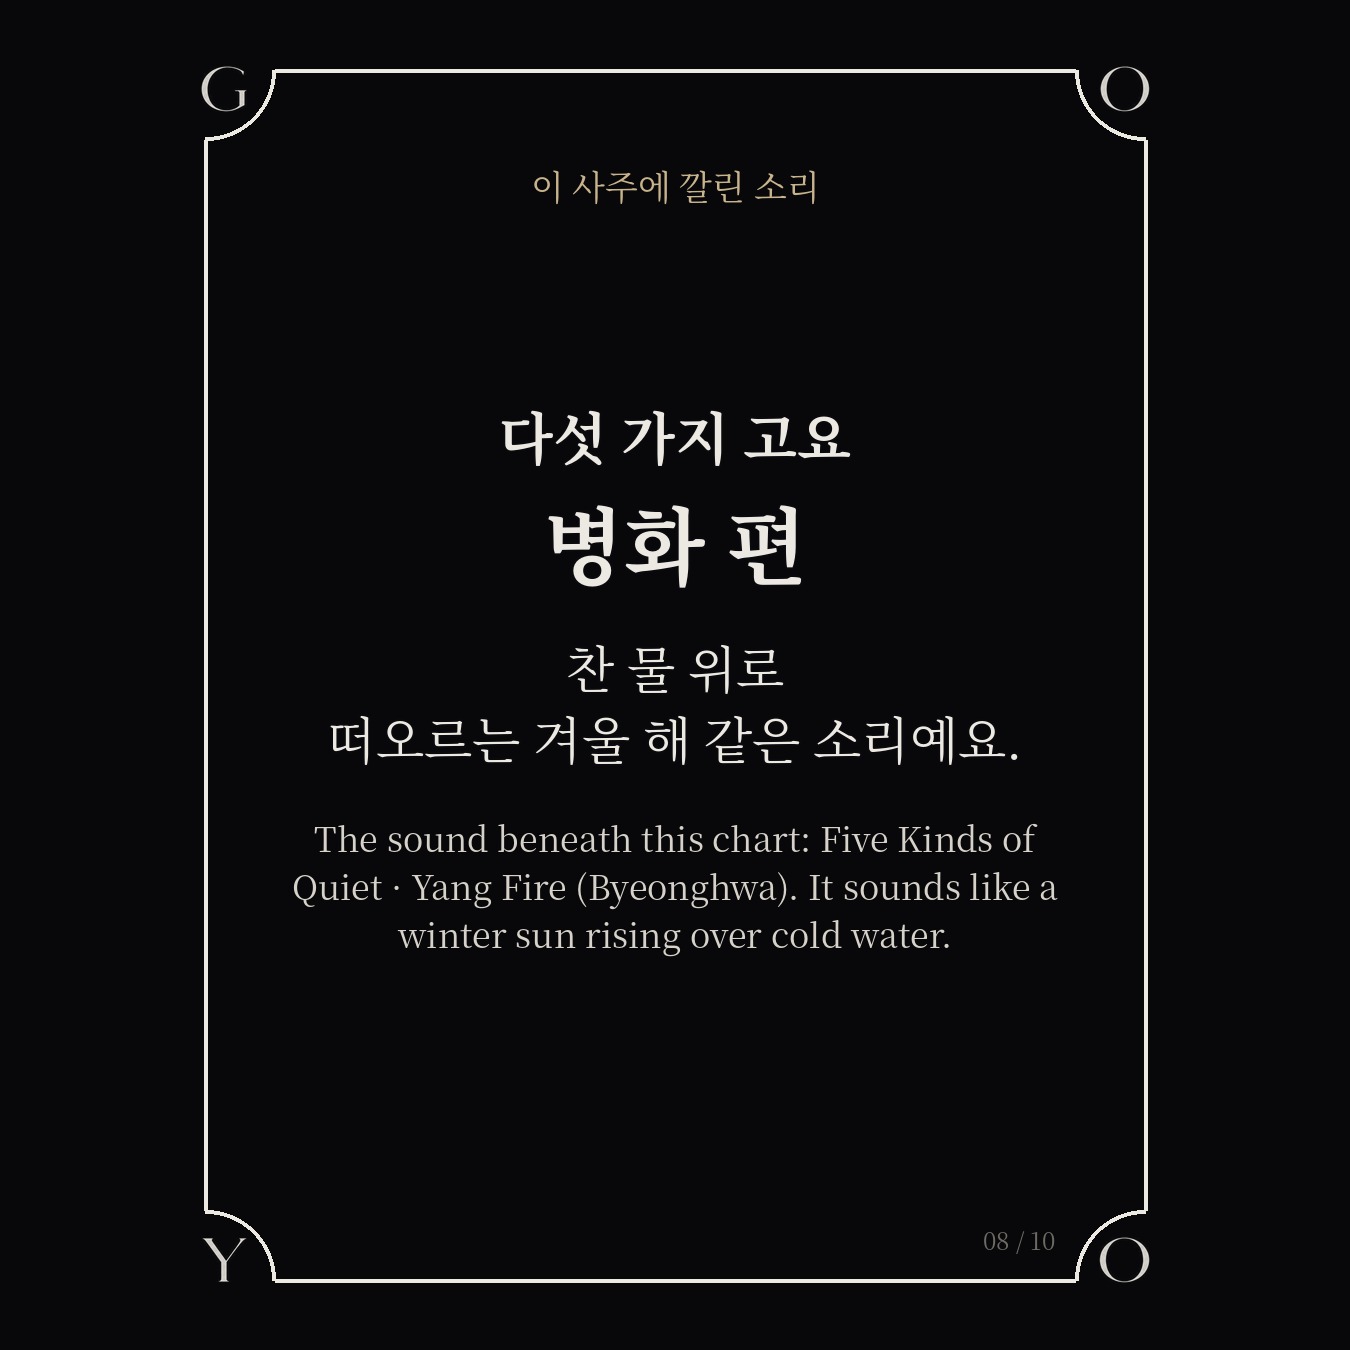 G O
이 사주에 깔린 소리
다섯 가지 고요
병화 편
찬 물 위로
떠오르는 겨울 해 같은 소리예요.
The sound beneath this chart: Five Kinds of
Quiet · Yang Fire (Byeonghwa). It sounds like a
winter sun rising over cold water.
08 / 10
Y O